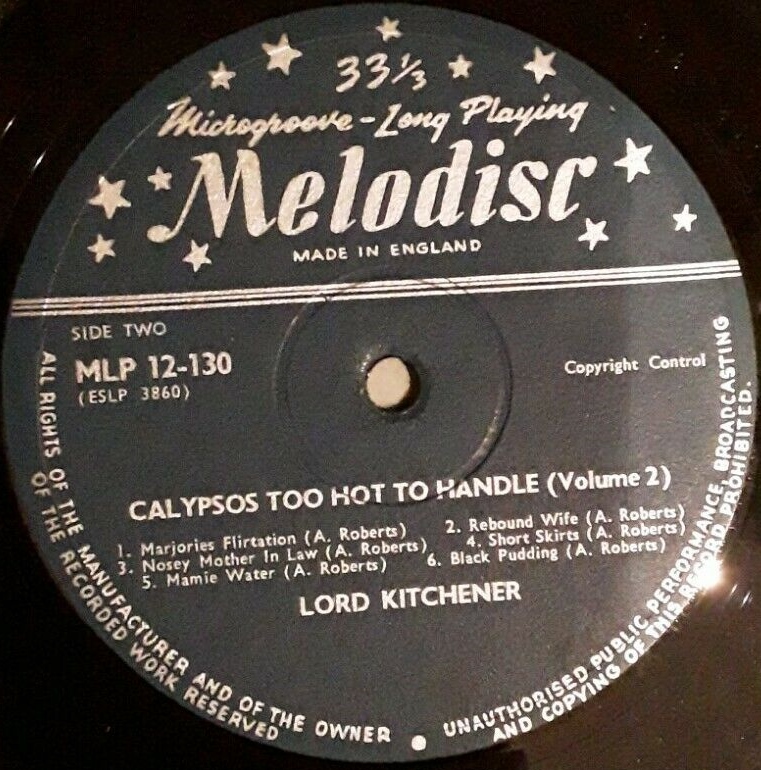 33⅓
Microgroove - Long Playing
Melodisc
MADE IN ENGLAND
SIDE TWO
MLP 12-130
(ESLP 3860)
Copyright Control
CALYPSOS TOO HOT TO HANDLE (Volume 2)
1. Marjories Flirtation (A. Roberts) 2. Rebound Wife (A. Roberts)
3. Nosey Mother In Law (A. Roberts) 4. Short Skirts (A. Roberts)
5. Mamie Water (A. Roberts) 6. Black Pudding (A. Roberts)
LORD KITCHENER
ALL RIGHTS OF THE MANUFACTURER AND OF THE OWNER
OF THE RECORDED WORK RESERVED
UNAUTHORISED PUBLIC PERFORMANCE, BROADCASTING
AND COPYING OF THIS RECORD PROHIBITED.